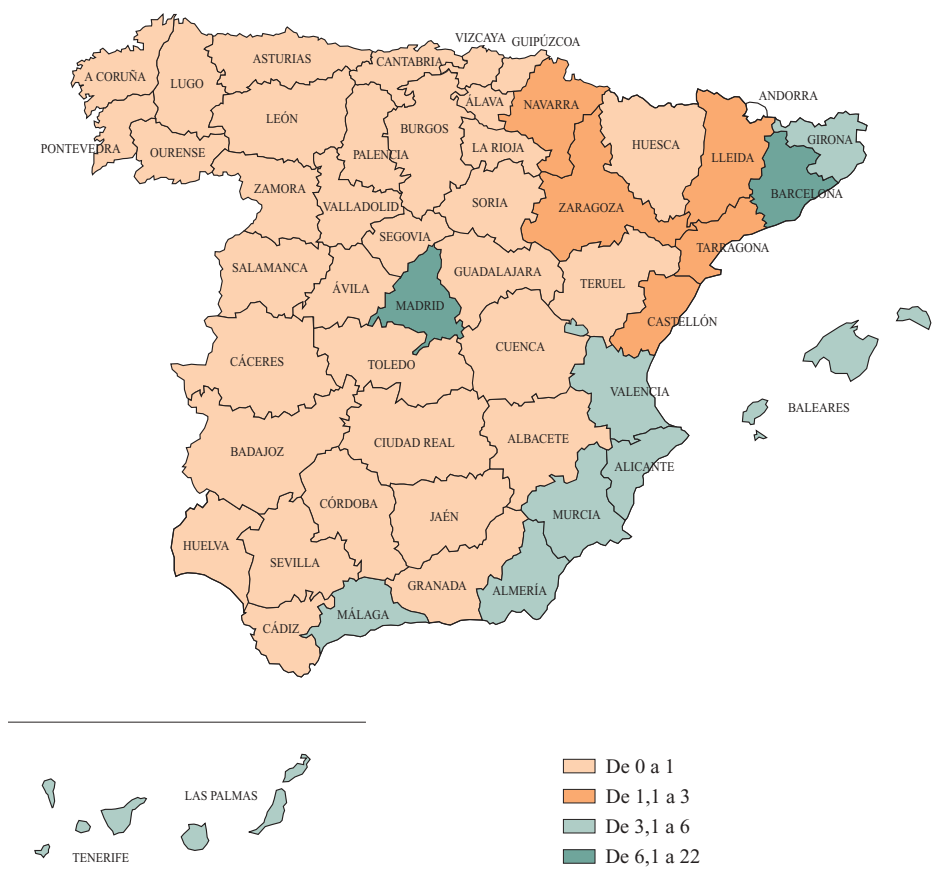 VIZCAYA
GUIPÚZCOA
ASTURIAS
CANTABRIA
A CORUÑA
LUGO
ÁLAVA
NAVARRA
ANDORRA
LEÓN
BURGOS
GIRONA
PONTEVEDRA
OURENSE
PALENCIA
LA RIOJA
HUESCA
LLEIDA
ZAMORA
BARCELONA
VALLADOLID
SORIA
ZARAGOZA
SEGOVIA
TARRAGONA
SALAMANCA
GUADALAJARA
ÁVILA
TERUEL
MADRID
CASTELLÓN
CÁCERES
TOLEDO
CUENCA
VALENCIA
BALEARES
BADAJOZ
CIUDAD REAL
ALBACETE
ALICANTE
CÓRDOBA
JAÉN
MURCIA
HUELVA
SEVILLA
GRANADA
ALMERÍA
CÁDIZ
MÁLAGA
LAS PALMAS
TENERIFE
De 0 a 1
De 1,1 a 3
De 3,1 a 6
De 6,1 a 22